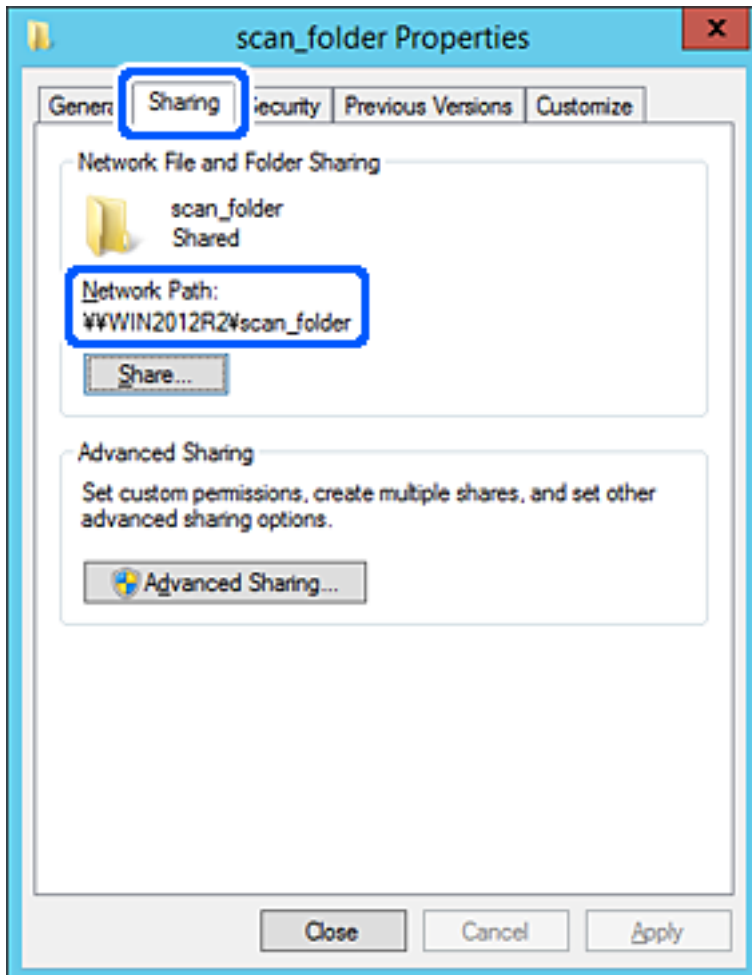 scan_folder Properties
x
General Sharing Security Previous Versions Customize
Network File and Folder Sharing
scan_folder
Shared
Network Path:
¥¥WIN2012R2¥scan_folder
Share...
Advanced Sharing
Set custom permissions, create multiple shares, and set other
advanced sharing options.
Advanced Sharing...
Close Cancel Apply